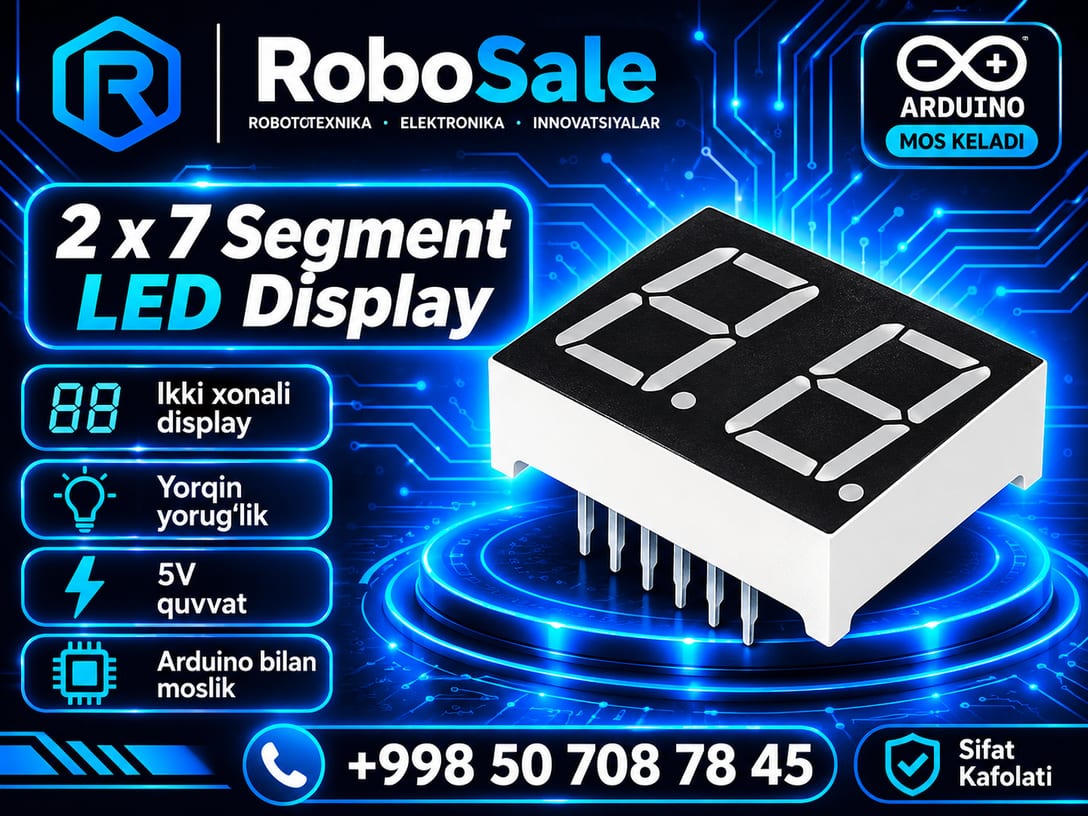 RoboSale
ROBOTOTEXNIKA • ELEKTRONIKA • INNOVATSIYALAR
ARDUINO
MOS KELADI
2 x 7 Segment
LED Display
88
Ikki xonali
display
Yorqin
yorug‘lik
5V
quvvat
Arduino bilan
moslik
+998 50 708 78 45
Sifat
Kafolati